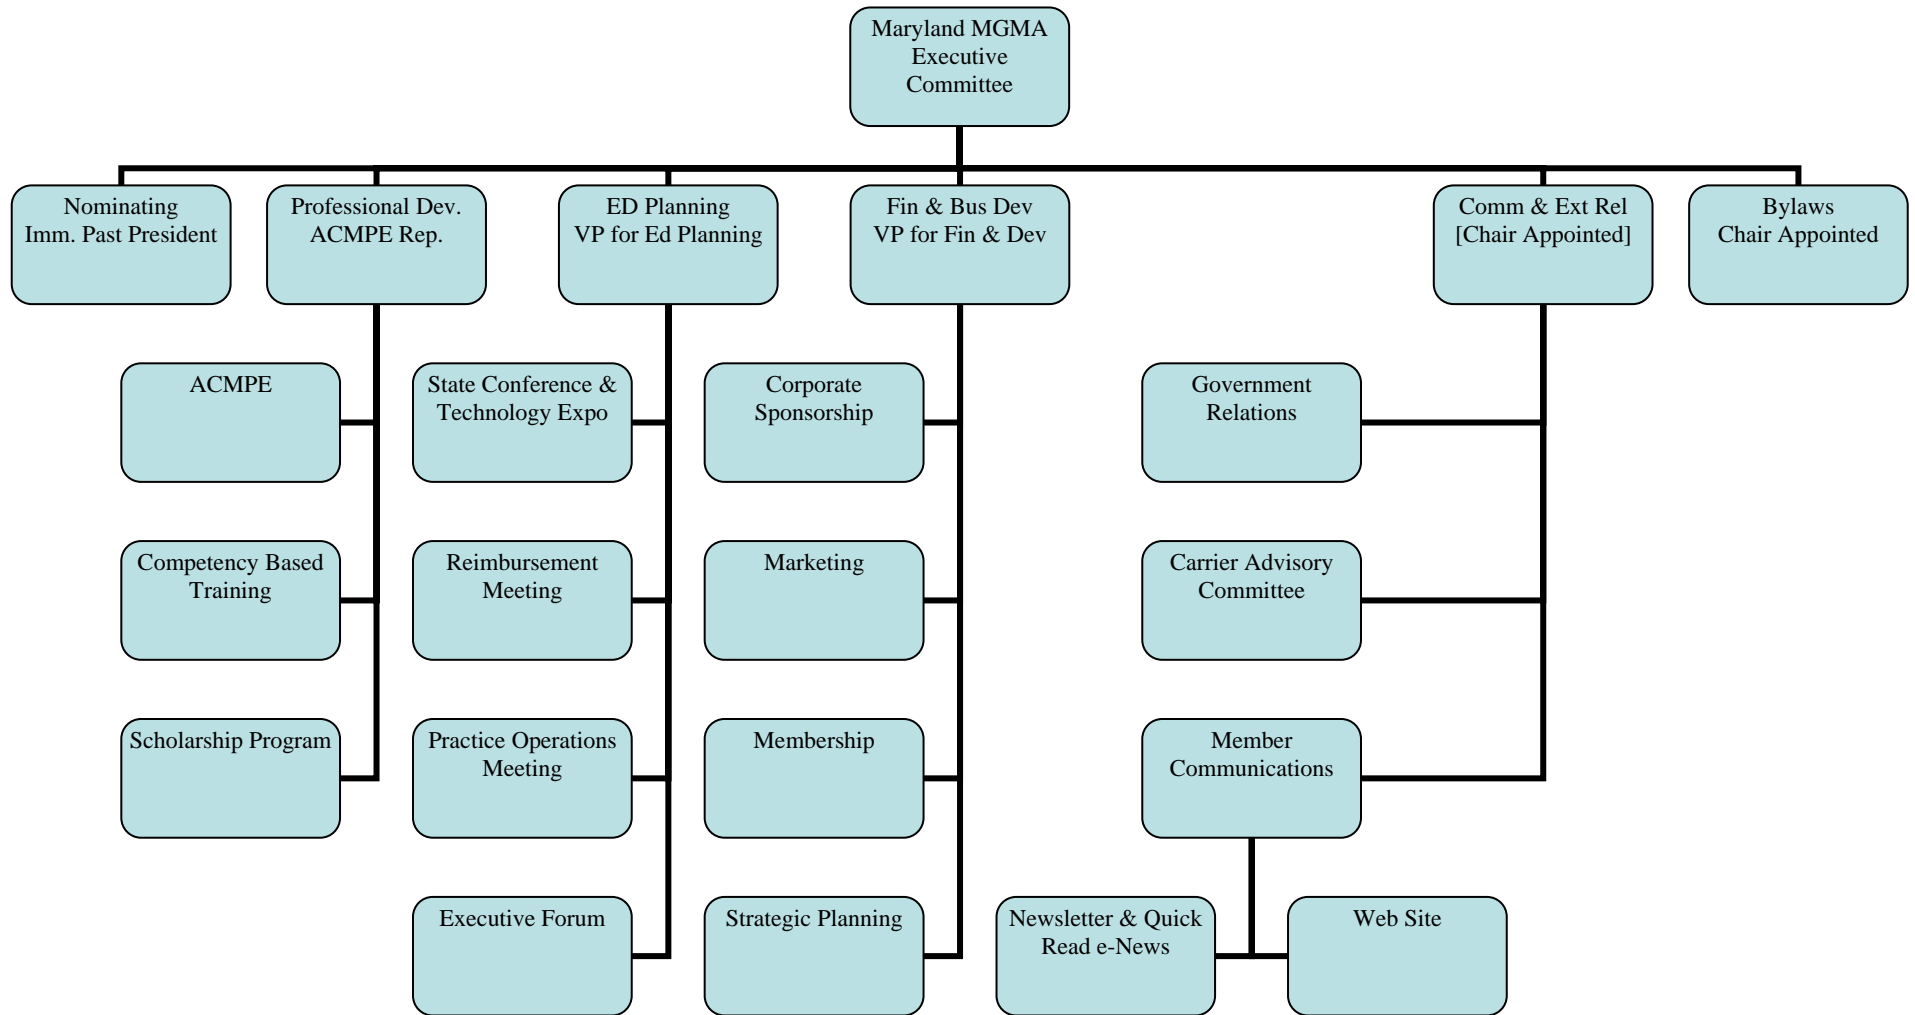 Maryland MGMA
Executive
Committee
Nominating
Imm. Past President
Professional Dev.
ACMPE Rep.
ED Planning
VP for Ed Planning
Fin & Bus Dev
VP for Fin & Dev
Comm & Ext Rel
[Chair Appointed]
Bylaws
Chair Appointed
ACMPE
State Conference &
Technology Expo
Corporate
Sponsorship
Government
Relations
Competency Based
Training
Reimbursement
Meeting
Marketing
Carrier Advisory
Committee
Scholarship Program
Practice Operations
Meeting
Membership
Member
Communications
Executive Forum
Strategic Planning
Newsletter & Quick
Read e-News
Web Site